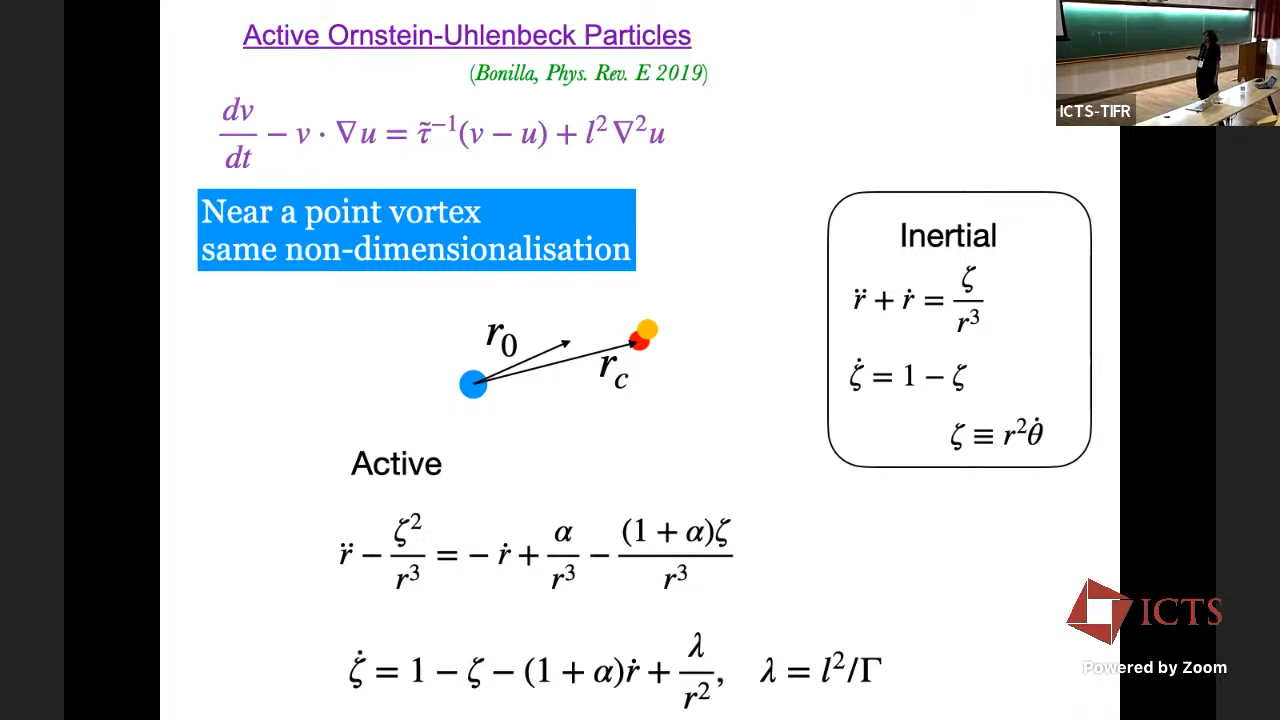 Active Ornstein-Uhlenbeck Particles
(Bonilla, Phys. Rev. E 2019)
dv/dt − v · ∇u = τ̃⁻¹(v − u) + l²∇²u
Near a point vortex
same non-dimensionalisation
r₀
r_c
Inertial
r̈ + ṙ = ζ/r³
ζ̇ = 1 − ζ
ζ ≡ r²θ̇
Active
r̈ − ζ²/r³ = − ṙ + α/r³ − (1 + α)ζ/r³
ζ̇ = 1 − ζ − (1 + α)ṙ + λ/r², λ = l²/Γ
ICTS-TIFR
ICTS
Powered by Zoom